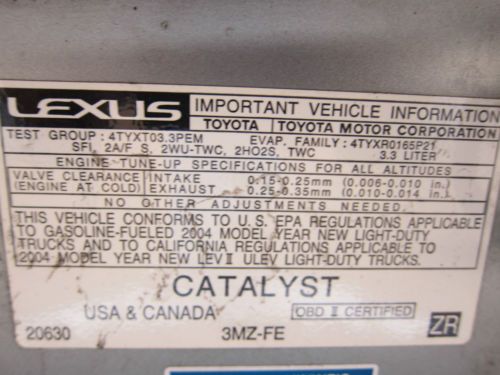 LEXUS IMPORTANT VEHICLE INFORMATION
TOYOTA TOYOTA MOTOR CORPORATION
TEST GROUP : 4TYXT03.3PEM EVAP. FAMILY : 4TYXR0165P21
SFI, 2A/F S, 2WU-TWC, 2HO2S, TWC 3.3 LITER
ENGINE TUNE-UP SPECIFICATIONS FOR ALL ALTITUDES
VALVE CLEARANCE INTAKE 0.15-0.25mm (0.006-0.010 in.)
(ENGINE AT COLD) EXHAUST 0.25-0.35mm (0.010-0.014 in.)
NO OTHER ADJUSTMENTS NEEDED.
THIS VEHICLE CONFORMS TO U.S. EPA REGULATIONS APPLICABLE
TO GASOLINE-FUELED 2004 MODEL YEAR NEW LIGHT-DUTY
TRUCKS AND TO CALIFORNIA REGULATIONS APPLICABLE TO
2004 MODEL YEAR NEW LEV II ULEV LIGHT-DUTY TRUCKS.
CATALYST
USA & CANADA OBD II CERTIFIED
20630 3MZ-FE ZR